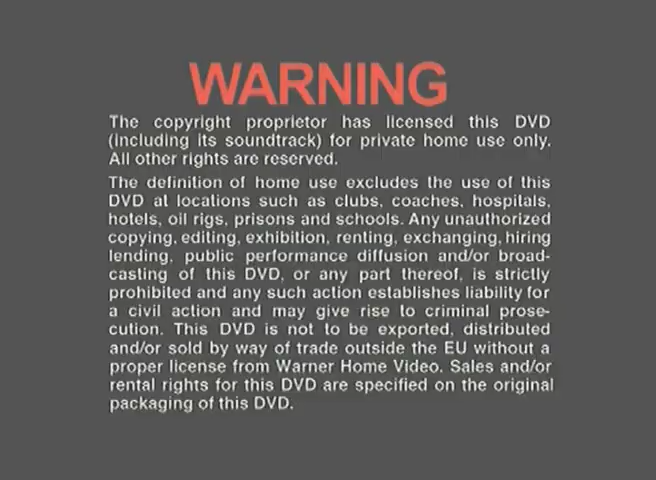 WARNING
The copyright proprietor has licensed this DVD
(including its soundtrack) for private home use only.
All other rights are reserved.
The definition of home use excludes the use of this
DVD at locations such as clubs, coaches, hospitals,
hotels, oil rigs, prisons and schools. Any unauthorized
copying, editing, exhibition, renting, exchanging, hiring
lending, public performance diffusion and/or broad-
casting of this DVD, or any part thereof, is strictly
prohibited and any such action establishes liability for
a civil action and may give rise to criminal prose-
cution. This DVD is not to be exported, distributed
and/or sold by way of trade outside the EU without a
proper license from Warner Home Video. Sales and/or
rental rights for this DVD are specified on the original
packaging of this DVD.